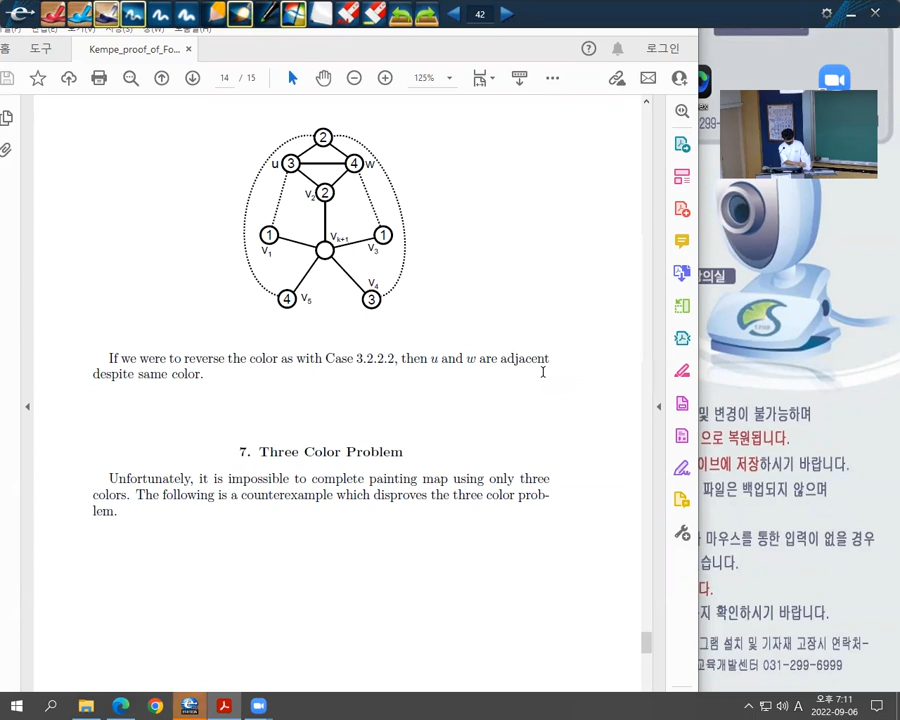 42
홈 도구
Kempe_proof_of_Fo... ×
로그인
14 / 15
125%
2
u 3 4 w
V2 2
1 Vk+1 1
V1 V3
4 V5 V4 3
If we were to reverse the color as with Case 3.2.2.2, then u and w are adjacent
despite same color.
7. Three Color Problem
Unfortunately, it is impossible to complete painting map using only three
colors. The following is a counterexample which disproves the three color prob-
lem.
-299-
의실
및 변경이 불가능하며
으로 복원됩니다.
이브에 저장하시기 바랍니다.
파일은 백업되지 않으며
마우스를 통한 입력이 없을 경우
습니다.
다.
지 확인하시기 바랍니다.
그램 설치 및 기자재 고장시 연락처-
교육개발센터 031-299-6999
A
오후 7:11
2022-09-06